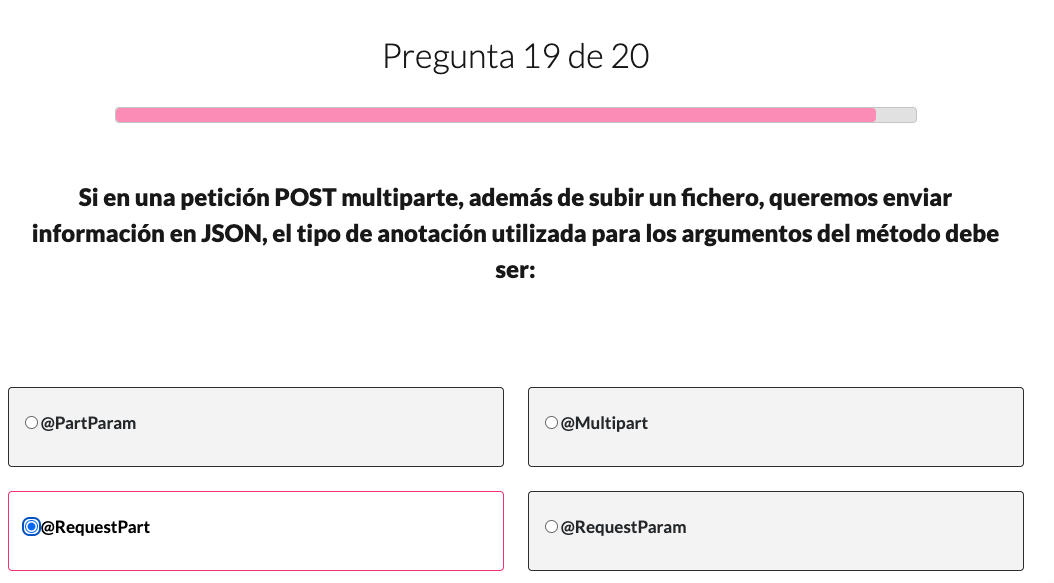 Pregunta 19 de 20
Si en una petición POST multiparte, además de subir un fichero, queremos enviar
información en JSON, el tipo de anotación utilizada para los argumentos del método debe
ser:
@PartParam
@Multipart
@RequestPart
@RequestParam